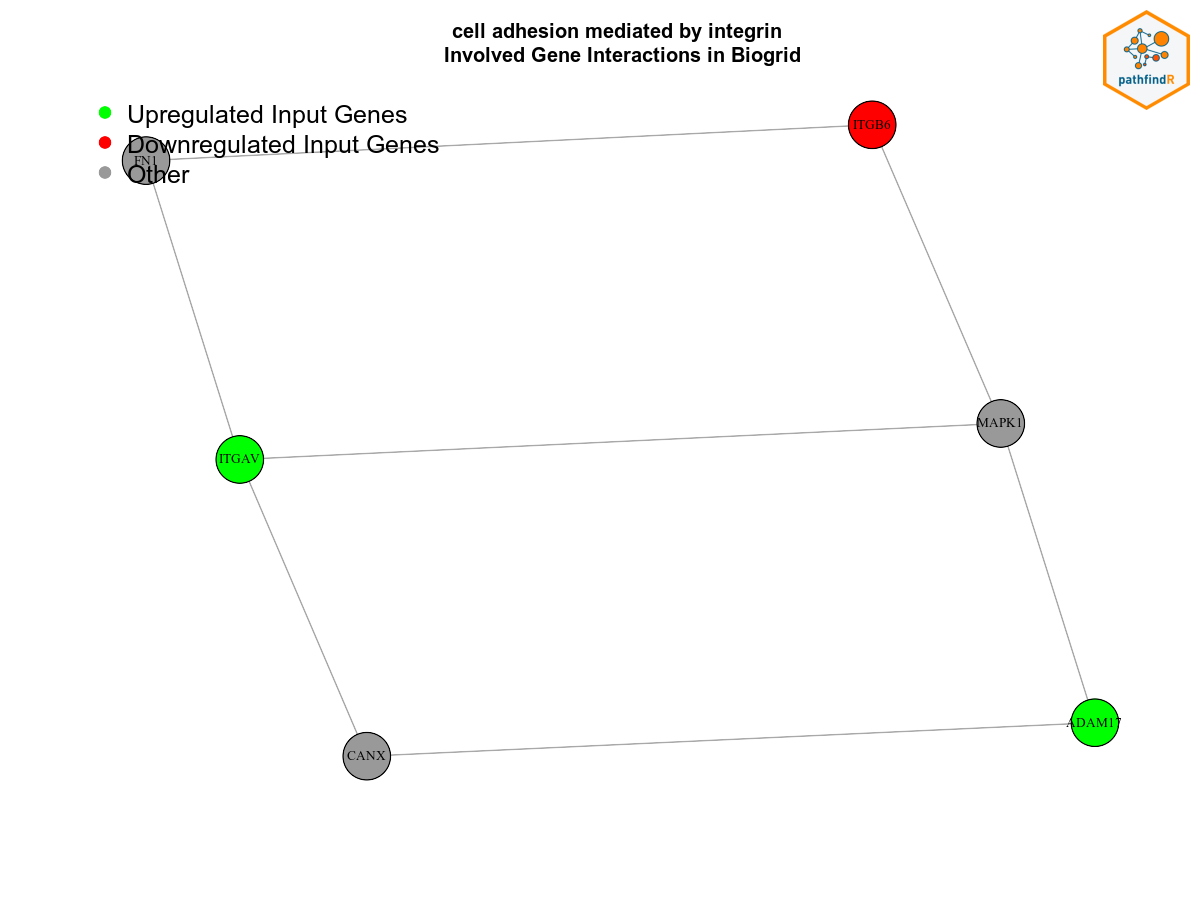 cell adhesion mediated by integrin
Involved Gene Interactions in Biogrid
pathfindR
Upregulated Input Genes
Downregulated Input Genes
Other
FN1
ITGB6
MAPK1
ITGAV
ADAM17
CANX